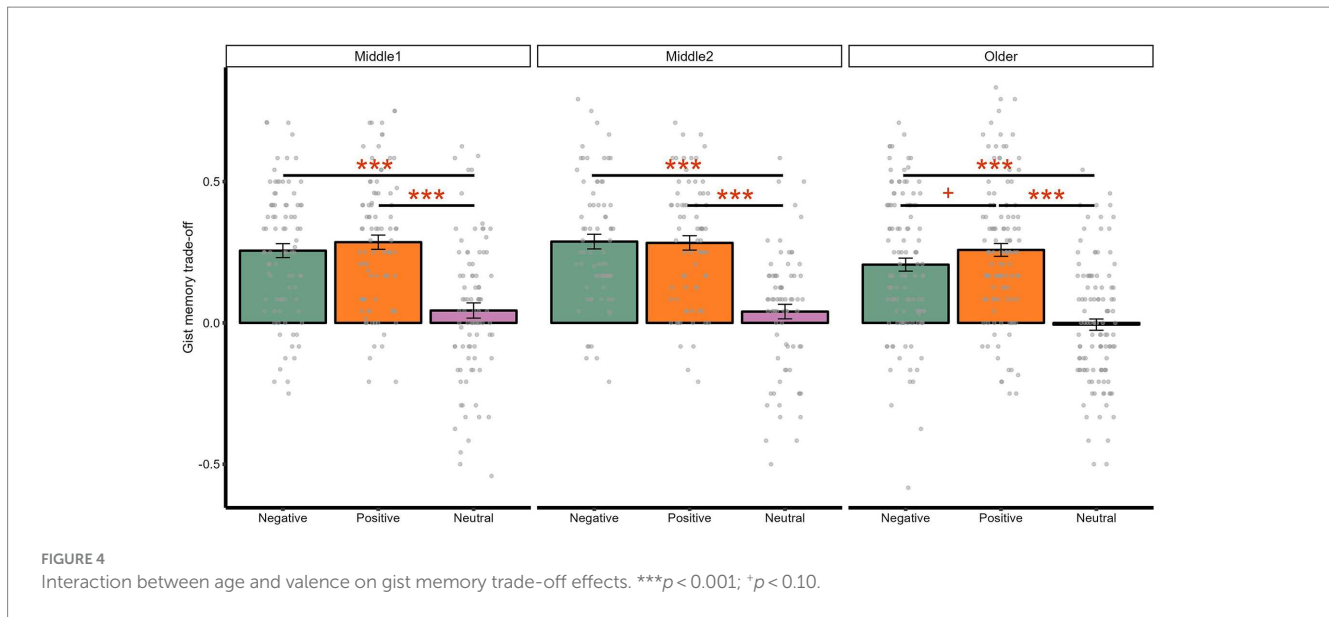 Middle1 Middle2 Older
*** *** ***
*** *** + ***
Gist memory trade-off
0.5
0.0
-0.5
Negative Positive Neutral Negative Positive Neutral Negative Positive Neutral
FIGURE 4
Interaction between age and valence on gist memory trade-off effects. ***p < 0.001; +p < 0.10.